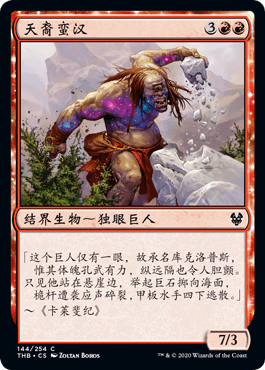 天裔蛮汉 3
结界生物～独眼巨人
「这个巨人仅有一眼，故承名库克洛普斯，
惟其体魄孔武有力，纵远隔也令人胆颤。
只见他站在悬崖边，举起巨石掷向海面，
桅杆遭袭应声碎裂，甲板水手四下逃散。」
～《卡莱斐纪》
7/3
144/254 C
THB • CS ZOLTAN BOROS
™ & © 2020 Wizards of the Coast